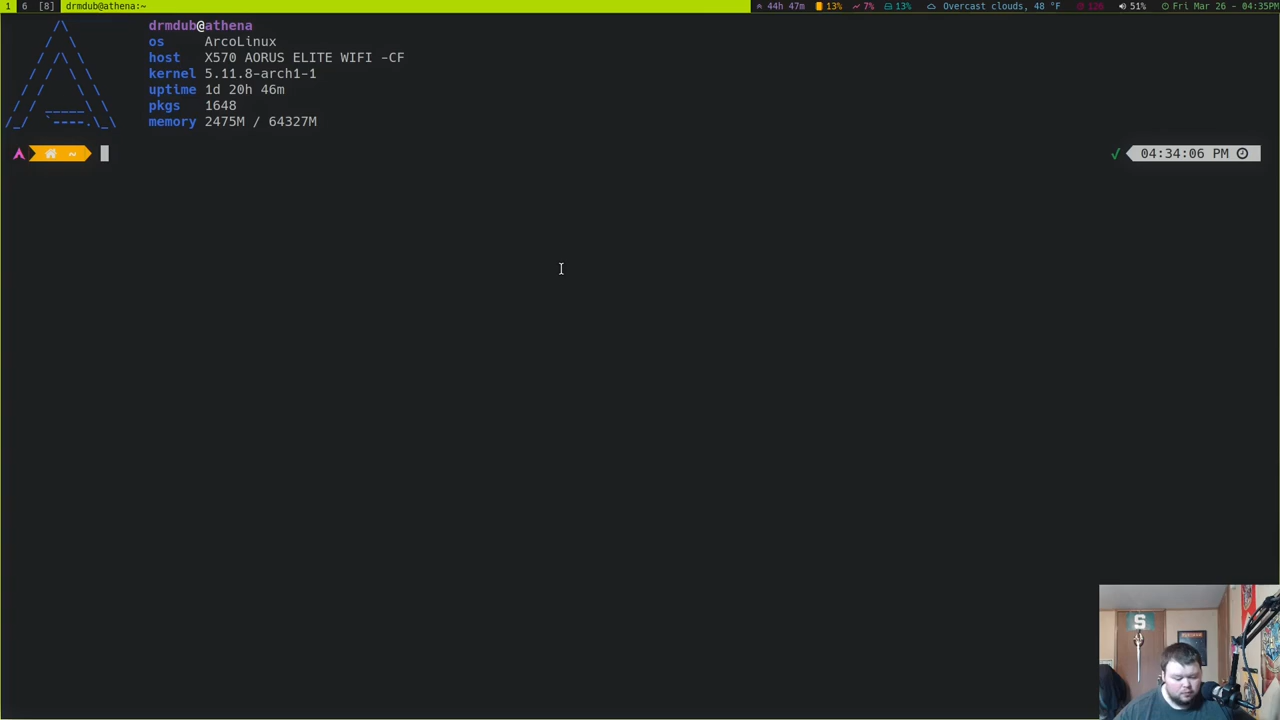 1 6 [8] drmdub@athena:~ 44h 47m 13% 7% 13% Overcast clouds, 48 °F 126 51% Fri Mar 26 - 04:35PM
drmdub@athena
os ArcoLinux
host X570 AORUS ELITE WIFI -CF
kernel 5.11.8-arch1-1
uptime 1d 20h 46m
pkgs 1648
memory 2475M / 64327M
~ ✓ 04:34:06 PM
S